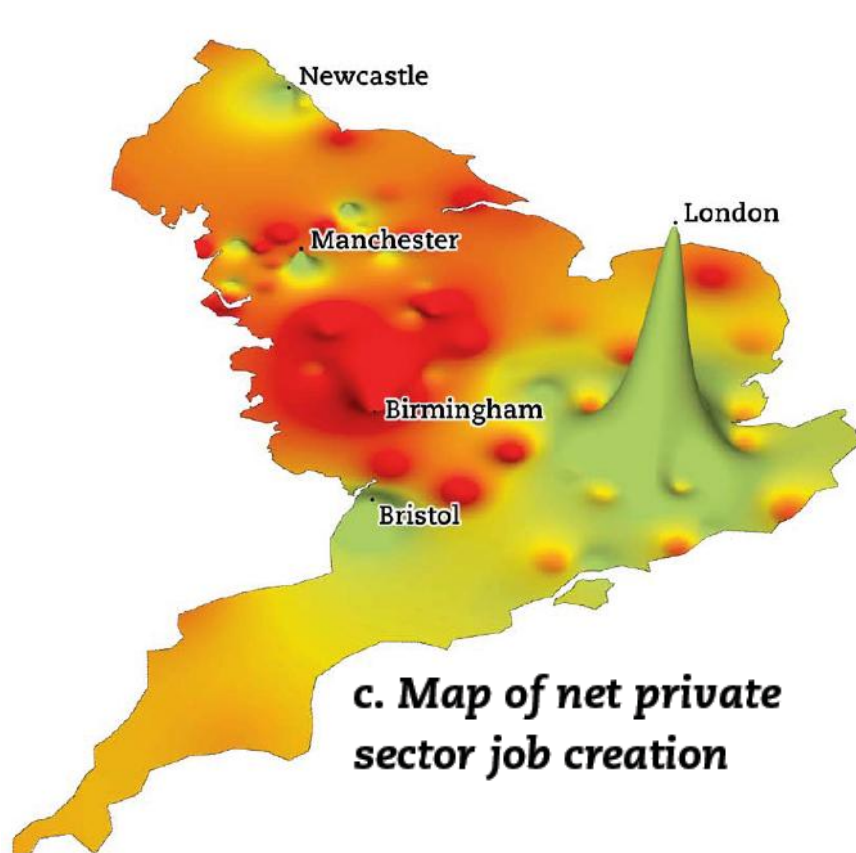 Newcastle
London
Manchester
Birmingham
Bristol
c. Map of net private
sector job creation